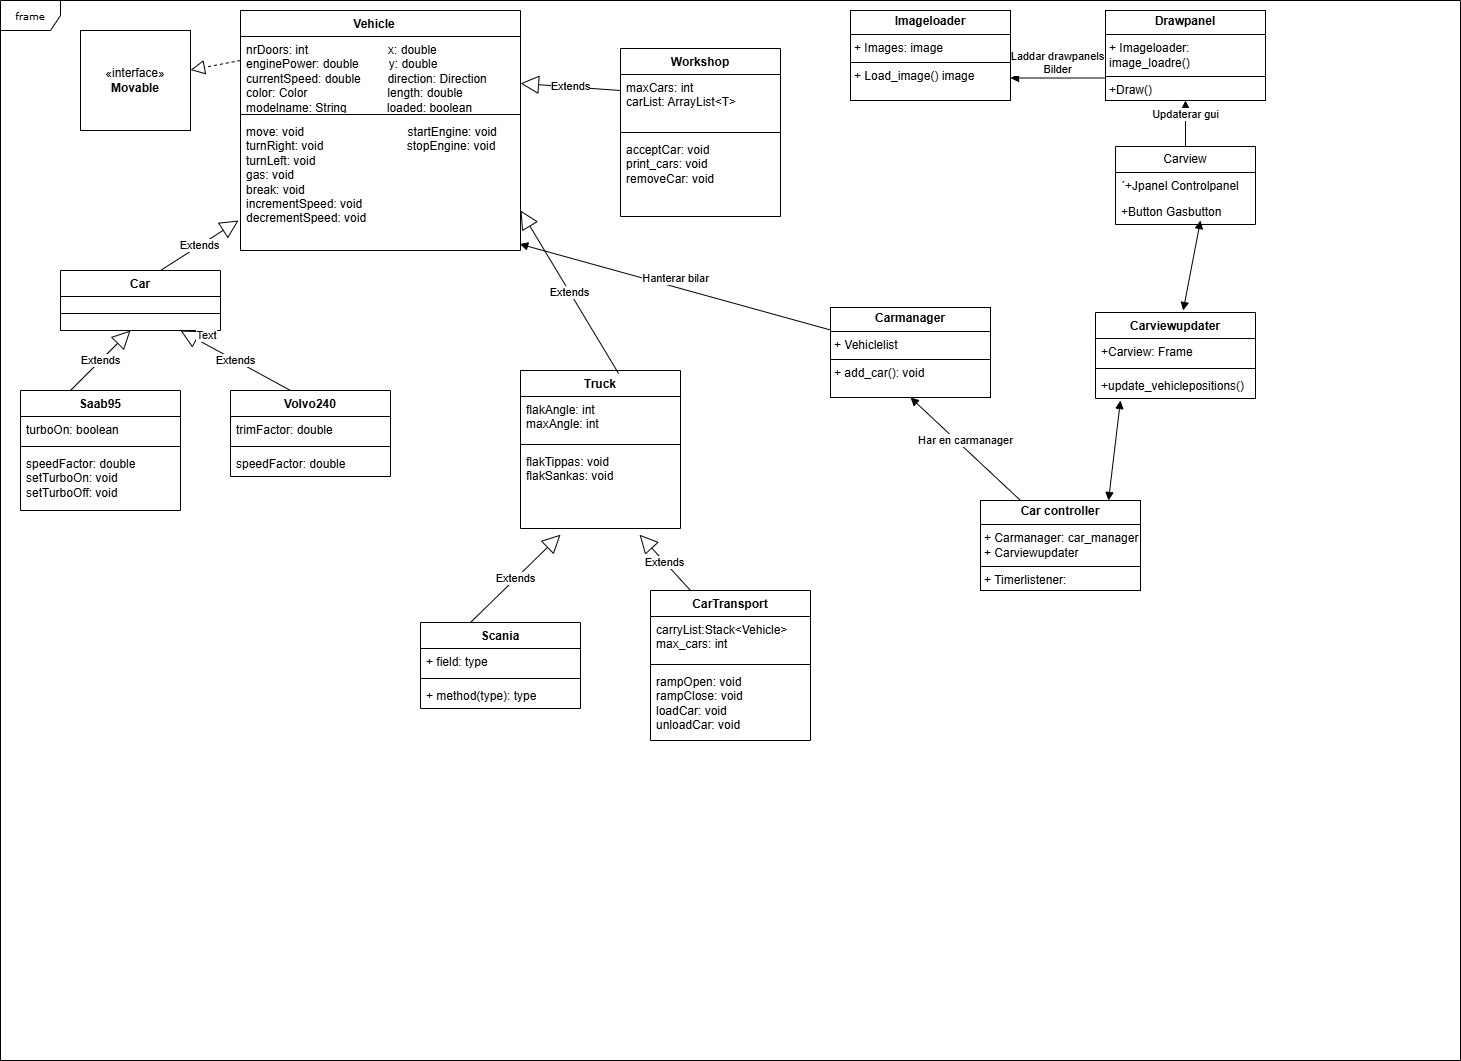 frame
«interface»
Movable
Vehicle
nrDoors: int
enginePower: double
currentSpeed: double
color: Color
modelname: String
x: double
y: double
direction: Direction
length: double
loaded: boolean
move: void
turnRight: void
turnLeft: void
gas: void
break: void
incrementSpeed: void
decrementSpeed: void
startEngine: void
stopEngine: void
Extends
Workshop
maxCars: int
carList: ArrayList<T>
acceptCar: void
print_cars: void
removeCar: void
Imageloader
+ Images: image
+ Load_image() image
Laddar drawpanels
Bilder
Drawpanel
+ Imageloader:
image_loadre()
+Draw()
Updaterar gui
Carview
´+Jpanel Controlpanel
+Button Gasbutton
Extends
Car
Text
Extends
Extends
Saab95
turboOn: boolean
speedFactor: double
setTurboOn: void
setTurboOff: void
Volvo240
trimFactor: double
speedFactor: double
Extends
Hanterar bilar
Truck
flakAngle: int
maxAngle: int
flakTippas: void
flakSankas: void
Carmanager
+ Vehiclelist
+ add_car(): void
Carviewupdater
+Carview: Frame
+update_vehiclepositions()
Har en carmanager
Car controller
+ Carmanager: car_manager
+ Carviewupdater
+ Timerlistener:
Extends
Extends
Scania
+ field: type
+ method(type): type
CarTransport
carryList:Stack<Vehicle>
max_cars: int
rampOpen: void
rampClose: void
loadCar: void
unloadCar: void